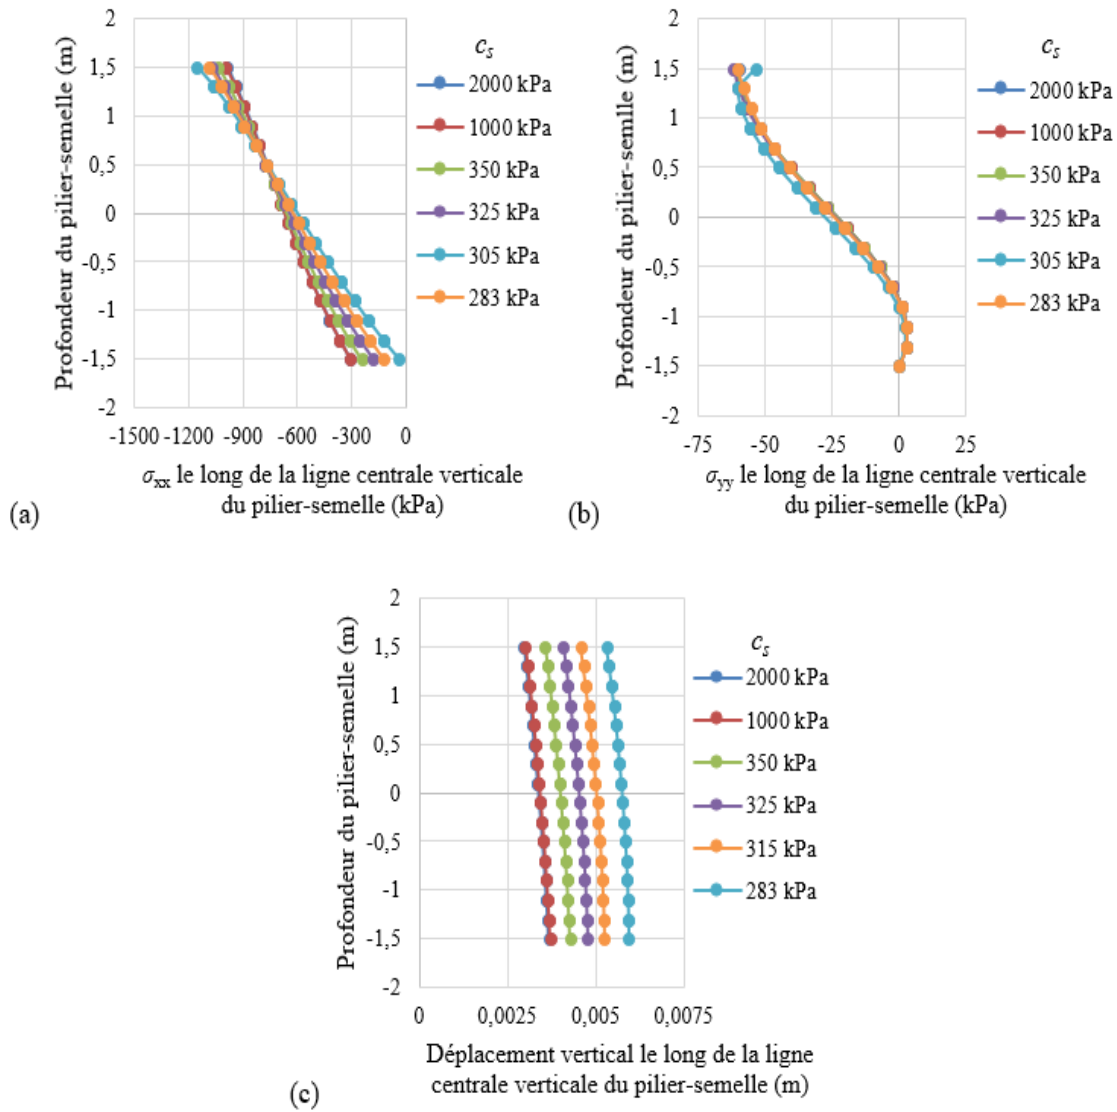 2
1,5
1
0,5
0
-0,5
-1
-1,5
-2
Profondeur du pilier-semelle (m)
-1500 -1200 -900 -600 -300 0
σxx le long de la ligne centrale verticale
du pilier-semelle (kPa)
(a)
cs
2000 kPa
1000 kPa
350 kPa
325 kPa
305 kPa
283 kPa
2
1,5
1
0,5
0
-0,5
-1
-1,5
-2
Profondeur du pilier-semlle (m)
-75 -50 -25 0 25
σyy le long de la ligne centrale verticale
du pilier-semelle (kPa)
(b)
cs
2000 kPa
1000 kPa
350 kPa
325 kPa
305 kPa
283 kPa
2
1,5
1
0,5
0
-0,5
-1
-1,5
-2
Profondeur du pilier-semelle (m)
0 0,0025 0,005 0,0075
Déplacement vertical le long de la ligne
centrale verticale du pilier-semelle (m)
(c)
cs
2000 kPa
1000 kPa
350 kPa
325 kPa
315 kPa
283 kPa